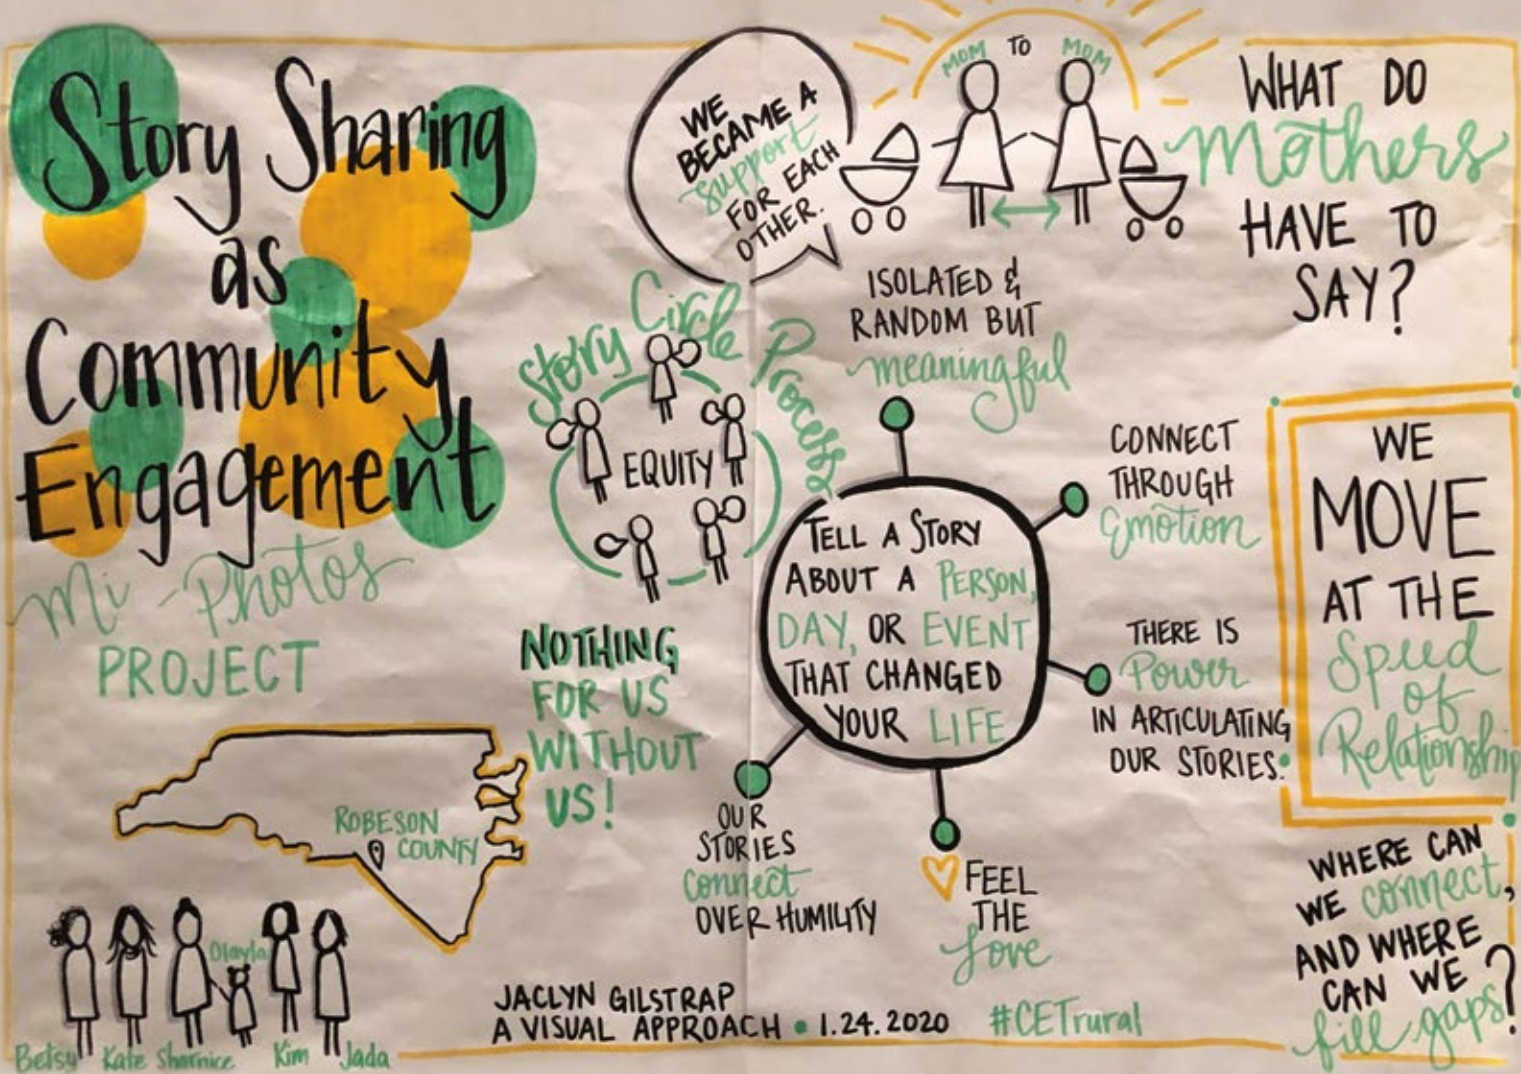 Story Sharing
as
Community
Engagement
Mi-Photos
PROJECT
ROBESON
COUNTY
Olayla
Betsy Kate Sharnice Kim Jada
WE
BECAME A
support
FOR EACH
OTHER.
MOM TO MOM
WHAT DO
Mothers
HAVE TO
SAY?
Story Circle Process
EQUITY
NOTHING
FOR US
WITHOUT
US!
TELL A STORY
ABOUT A PERSON,
DAY, OR EVENT
THAT CHANGED
YOUR LIFE
ISOLATED &
RANDOM BUT
meaningful
CONNECT
THROUGH
Emotion
THERE IS
Power
IN ARTICULATING
OUR STORIES.
FEEL
THE
Love
OUR
STORIES
connect
OVER HUMILITY
WE
MOVE
AT THE
Speed
of
Relationship
WHERE CAN
WE connect,
AND WHERE
CAN WE
fill gaps?
JACLYN GILSTRAP
A VISUAL APPROACH • 1.24.2020 #CETrural